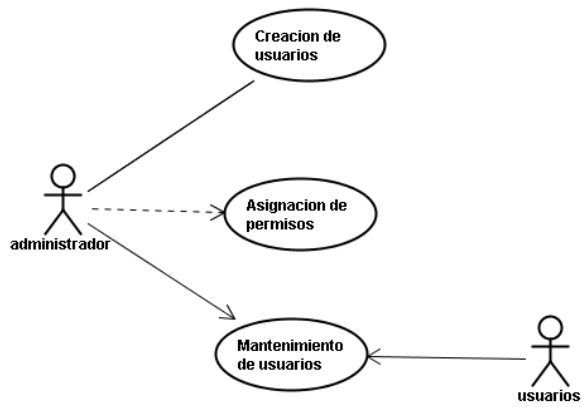 Creacion de
usuarios
Asignacion de
permisos
administrador
Mantenimiento
de usuarios
usuarios